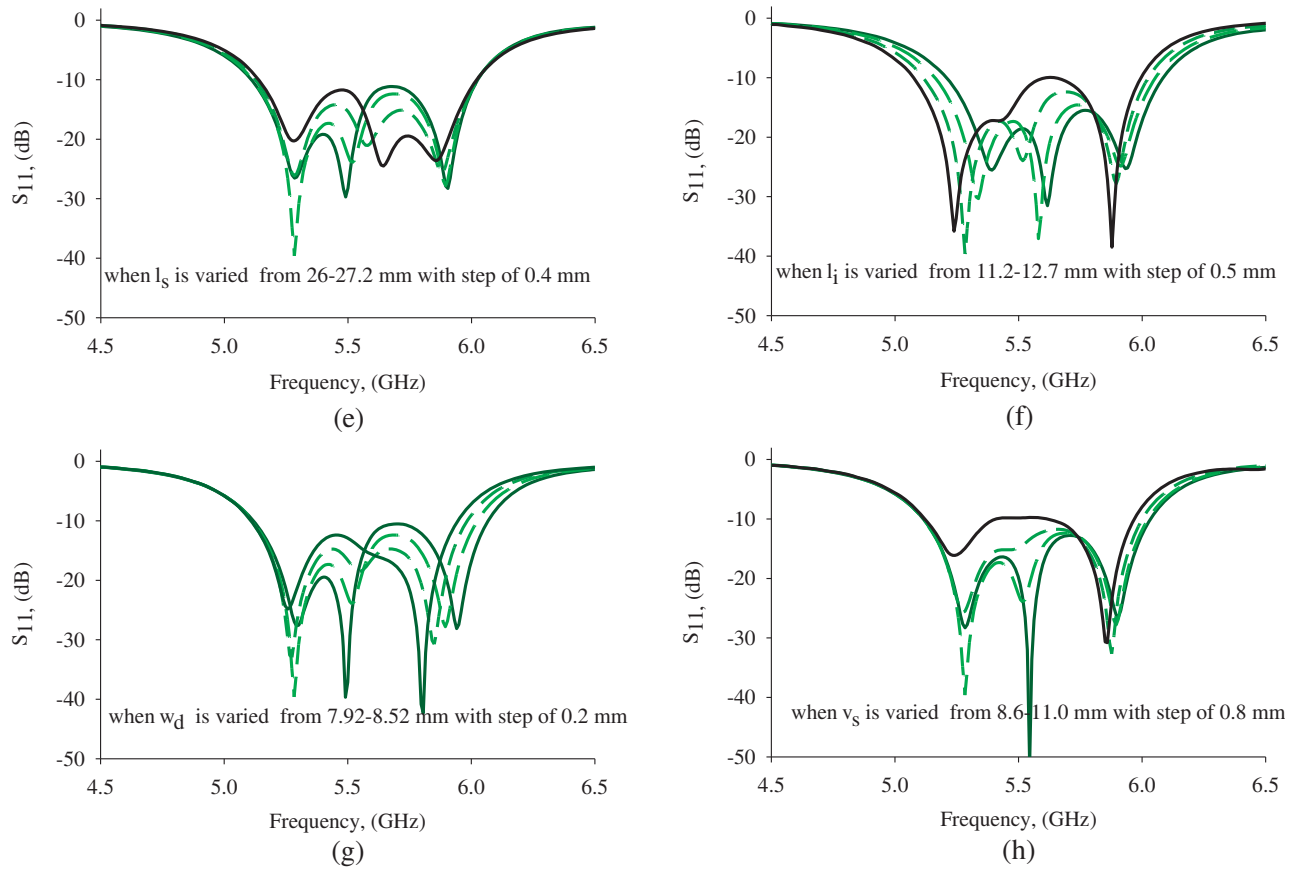 0
-10
-20
-30
-40
-50
S11, (dB)
when ls is varied from 26-27.2 mm with step of 0.4 mm
4.5 5.0 5.5 6.0 6.5
Frequency, (GHz)
(e)
0
-10
-20
-30
-40
-50
S11, (dB)
when li is varied from 11.2-12.7 mm with step of 0.5 mm
4.5 5.0 5.5 6.0 6.5
Frequency, (GHz)
(f)
0
-10
-20
-30
-40
-50
S11, (dB)
when wd is varied from 7.92-8.52 mm with step of 0.2 mm
4.5 5.0 5.5 6.0 6.5
Frequency, (GHz)
(g)
0
-10
-20
-30
-40
-50
S11, (dB)
when vs is varied from 8.6-11.0 mm with step of 0.8 mm
4.5 5.0 5.5 6.0 6.5
Frequency, (GHz)
(h)